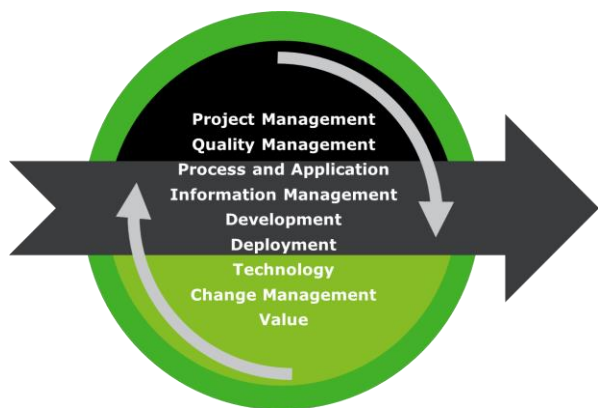 Project Management
Quality Management
Process and Application
Information Management
Development
Deployment
Technology
Change Management
Value